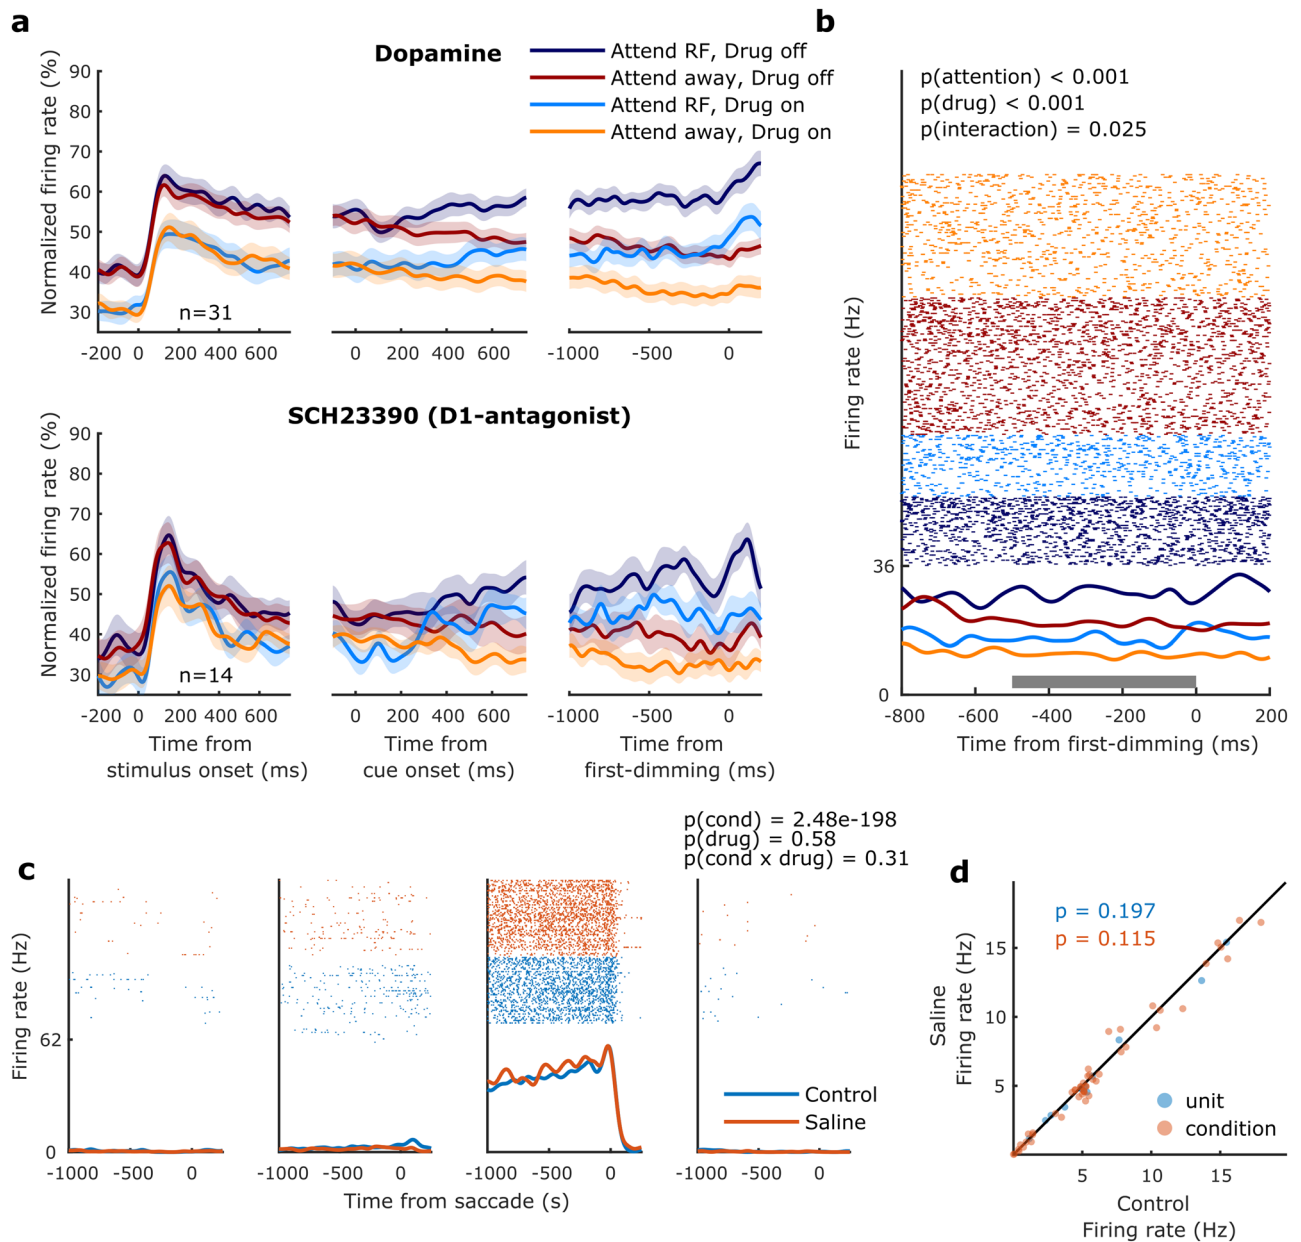 a
Dopamine
Attend RF, Drug off
Attend away, Drug off
Attend RF, Drug on
Attend away, Drug on
Normalized firing rate (%)
90
80
70
60
50
40
30
n=31
-200 0 200 400 600
0 200 400 600
-1000 -500 0
SCH23390 (D1-antagonist)
Normalized firing rate (%)
90
80
70
60
50
40
30
n=14
-200 0 200 400 600
0 200 400 600
-1000 -500 0
Time from
stimulus onset (ms)
Time from
cue onset (ms)
Time from
first-dimming (ms)
b
p(attention) < 0.001
p(drug) < 0.001
p(interaction) = 0.025
Firing rate (Hz)
36
0
-800 -600 -400 -200 0 200
Time from first-dimming (ms)
c
p(cond) = 2.48e-198
p(drug) = 0.58
p(cond x drug) = 0.31
Firing rate (Hz)
62
0
Control
Saline
-1000 -500 0
-1000 -500 0
-1000 -500 0
-1000 -500 0
Time from saccade (s)
d
p = 0.197
p = 0.115
Saline
Firing rate (Hz)
15
10
5
unit
condition
5 10 15
Control
Firing rate (Hz)